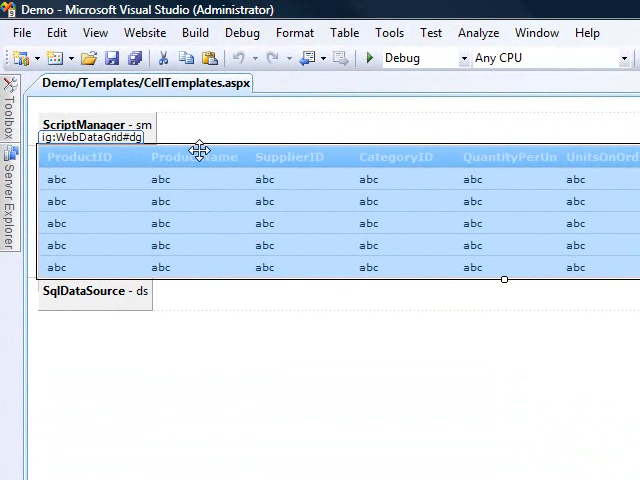 Demo - Microsoft Visual Studio (Administrator)
File Edit View Website Build Debug Format Table Tools Test Analyze Window Help
Debug Any CPU
Demo/Templates/CellTemplates.aspx
Toolbox
Server Explorer
ScriptManager - sm
ig:WebDataGrid#dg
ProductID ProductName SupplierID CategoryID QuantityPerUn UnitsOnOrd
abc abc abc abc abc abc
abc abc abc abc abc abc
abc abc abc abc abc abc
abc abc abc abc abc abc
abc abc abc abc abc abc
SqlDataSource - ds